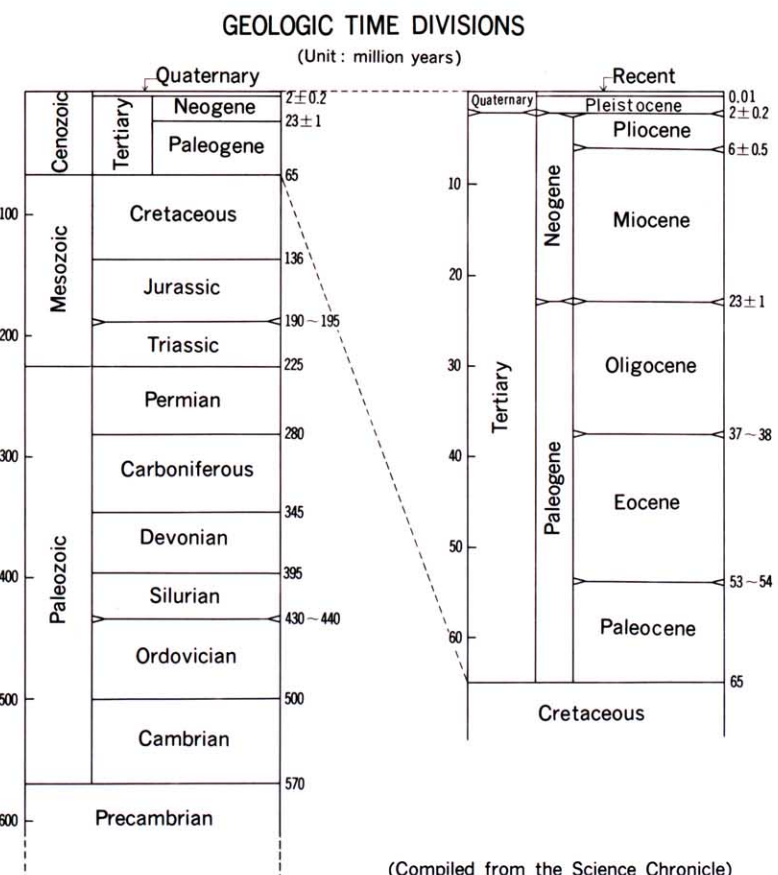 GEOLOGIC TIME DIVISIONS
(Unit: million years)
Quaternary
Cenozoic
Tertiary
Neogene
Paleogene
2±0.2
23±1
65
100
Mesozoic
Cretaceous
136
Jurassic
190~195
200
Triassic
225
Paleozoic
Permian
280
300
Carboniferous
345
Devonian
395
400
Silurian
430~440
Ordovician
500
500
Cambrian
570
600
Precambrian
Recent
0.01
Quaternary
Pleistocene
2±0.2
Pliocene
6±0.5
10
Neogene
Miocene
20
23±1
Tertiary
30
Oligocene
37~38
40
Paleogene
Eocene
50
53~54
Paleocene
60
65
Cretaceous
(Compiled from the Science Chronicle)